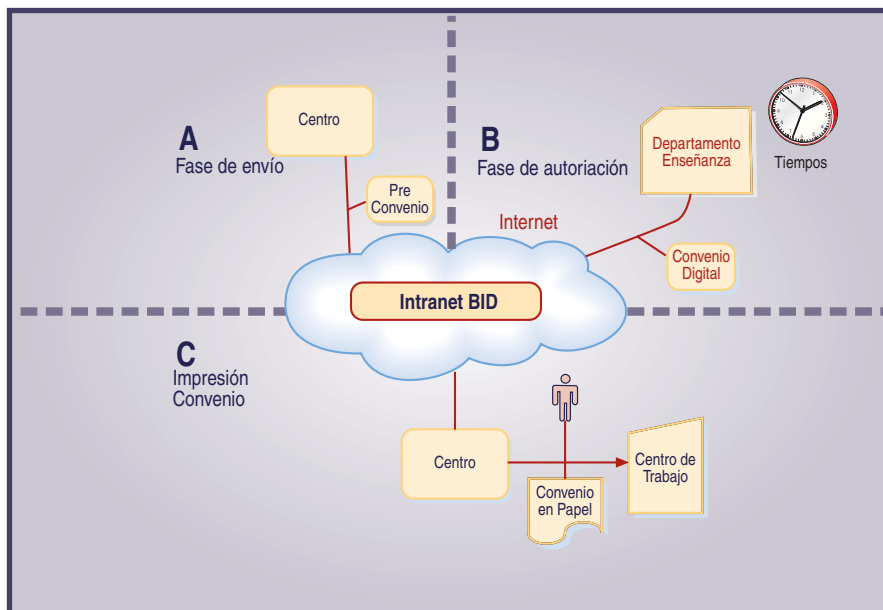 A
Fase de envío
Centro
Pre
Convenio
B
Fase de autoriación
Departamento
Enseñanza
Tiempos
Internet
Convenio
Digital
Intranet BID
C
Impresión
Convenio
Centro
Convenio
en Papel
Centro de
Trabajo